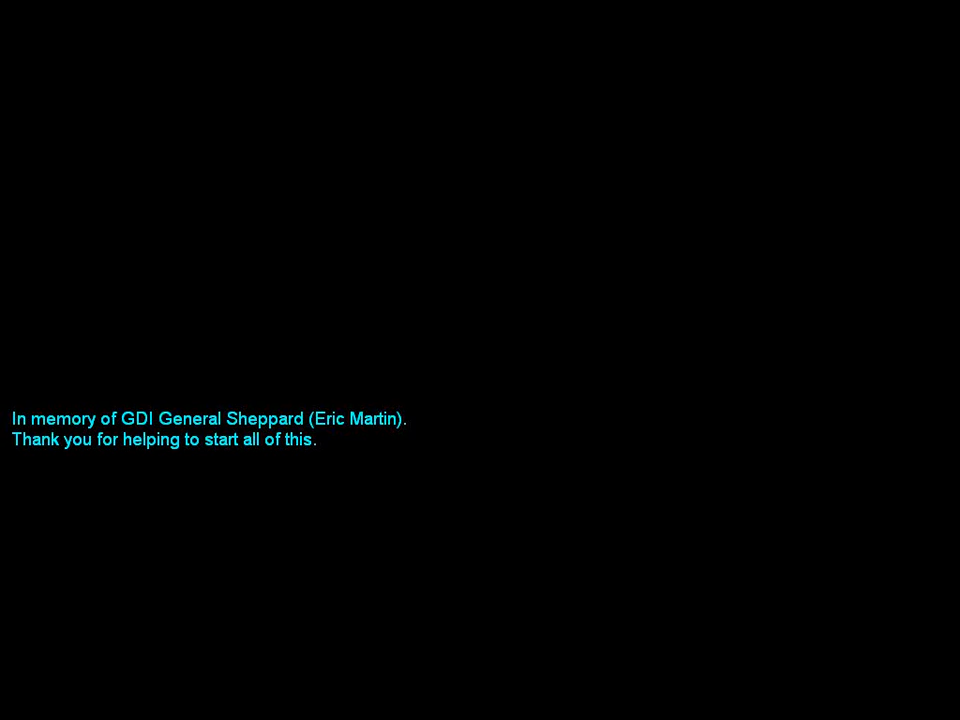 In memory of GDI General Sheppard (Eric Martin).
Thank you for helping to start all of this.